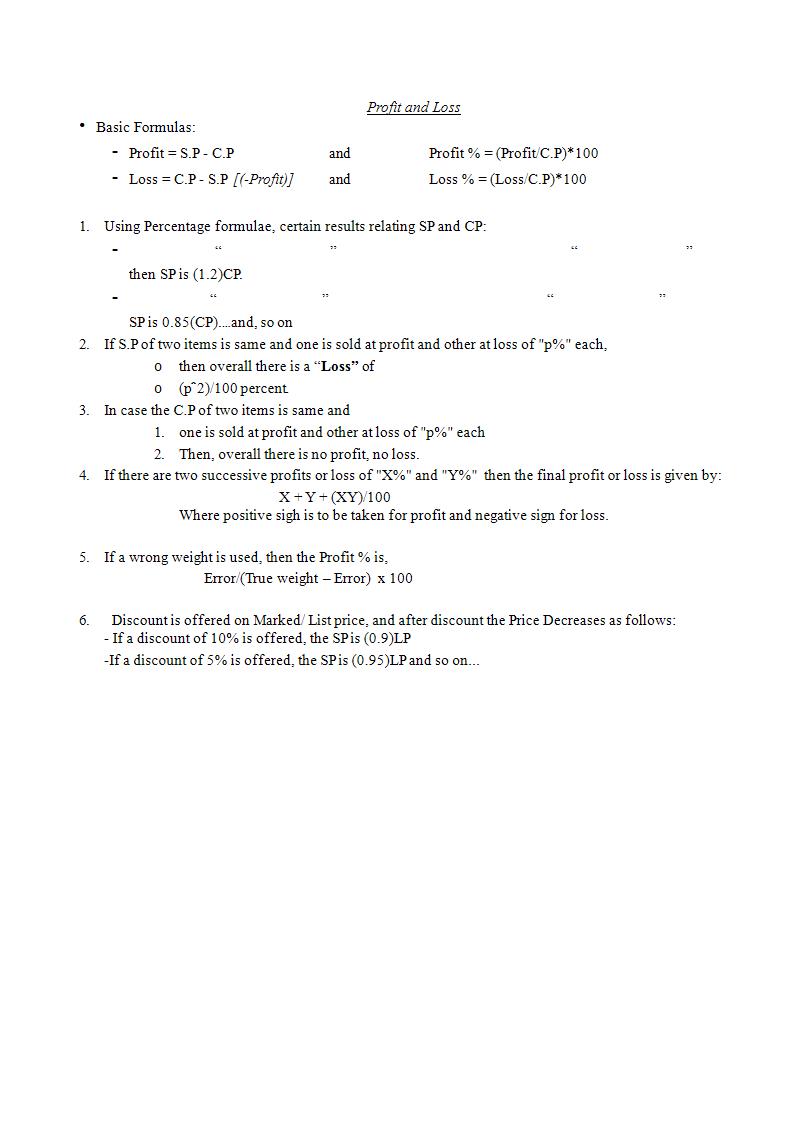 Profit and Loss
• Basic Formulas:
- Profit = S.P - C.P and Profit % = (Profit/C.P)*100
- Loss = C.P - S.P [(-Profit)] and Loss % = (Loss/C.P)*100
1. Using Percentage formulae, certain results relating SP and CP:
- “ ” “ ”
then SP is (1.2)CP.
- “ ” “ ”
SP is 0.85(CP)....and, so on
2. If S.P of two items is same and one is sold at profit and other at loss of "p%" each,
o then overall there is a “Loss” of
o (p^2)/100 percent.
3. In case the C.P of two items is same and
1. one is sold at profit and other at loss of "p%" each
2. Then, overall there is no profit, no loss.
4. If there are two successive profits or loss of "X%" and "Y%" then the final profit or loss is given by:
X + Y + (XY)/100
Where positive sigh is to be taken for profit and negative sign for loss.
5. If a wrong weight is used, then the Profit % is,
Error/(True weight – Error) x 100
6. Discount is offered on Marked/ List price, and after discount the Price Decreases as follows:
- If a discount of 10% is offered, the SP is (0.9)LP
-If a discount of 5% is offered, the SP is (0.95)LP and so on...